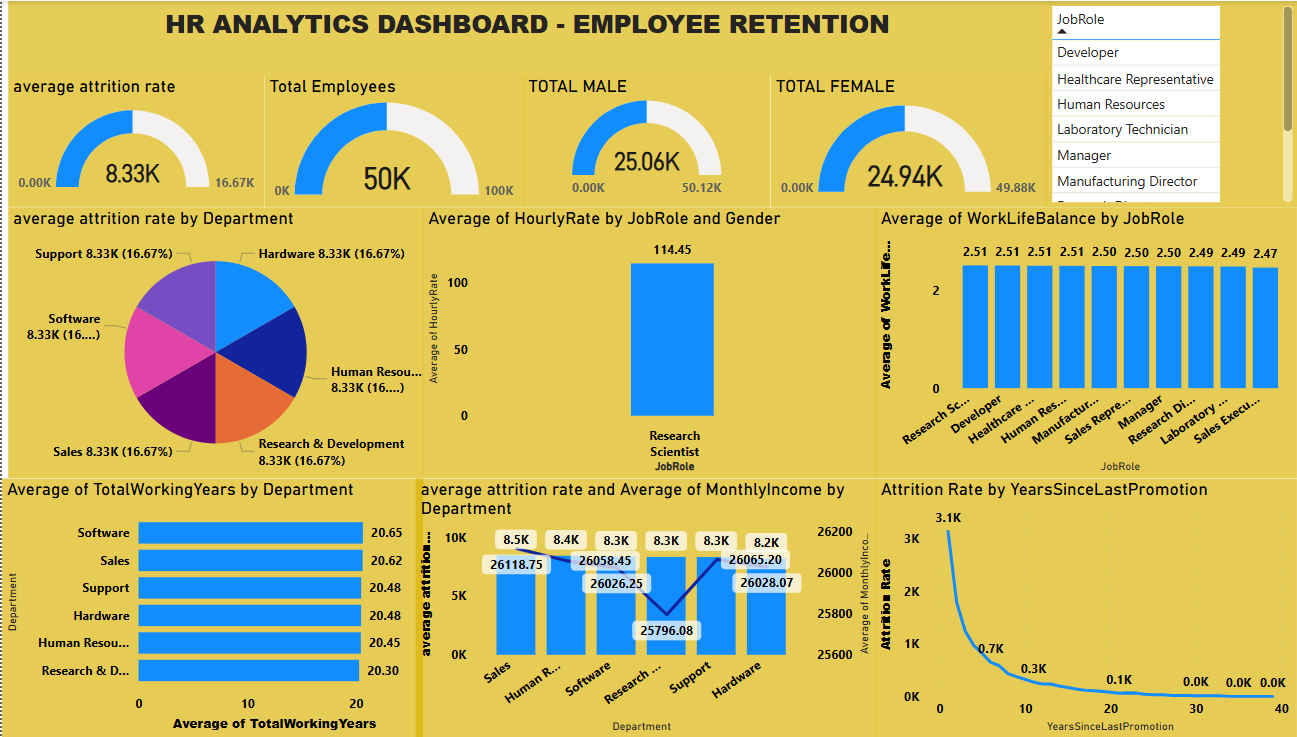 HR ANALYTICS DASHBOARD - EMPLOYEE RETENTION
JobRole
Developer
Healthcare Representative
Human Resources
Laboratory Technician
Manager
Manufacturing Director
average attrition rate
8.33K
0.00K
16.67K
Total Employees
50K
0K
100K
TOTAL MALE
25.06K
0.00K
50.12K
TOTAL FEMALE
24.94K
0.00K
49.88K
average attrition rate by Department
Support 8.33K (16.67%)
Hardware 8.33K (16.67%)
Software
8.33K (16....)
Human Resou...
8.33K (16....)
Sales 8.33K (16.67%)
Research & Development
8.33K (16.67%)
Average of HourlyRate by JobRole and Gender
Average of HourlyRate
114.45
100
50
0
Research
Scientist
JobRole
Average of WorkLifeBalance by JobRole
Average of WorkLife...
2.51 2.51 2.51 2.51 2.50 2.50 2.50 2.49 2.49 2.47
2
0
Research Sc...
Developer
Healthcare ...
Human Res...
Manufactur...
Sales Repre...
Manager
Research Di...
Laboratory ...
Sales Execu...
JobRole
Average of TotalWorkingYears by Department
Department
Software 20.65
Sales 20.62
Support 20.48
Hardware 20.48
Human Resou... 20.45
Research & D... 20.30
0 10 20
Average of TotalWorkingYears
average attrition rate and Average of MonthlyIncome by
Department
average attrition...
10K
5K
0K
8.5K 8.4K 8.3K 8.3K 8.3K 8.2K
26118.75
26058.45
26026.25
25796.08
26065.20
26028.07
26200
26000
25800
25600
Average of MonthlyInco...
Sales
Human R...
Software
Research ...
Support
Hardware
Department
Attrition Rate by YearsSinceLastPromotion
Attrition Rate
3K
2K
1K
0K
3.1K
0.7K
0.3K
0.1K
0.0K
0.0K
0.0K
0 10 20 30 40
YearsSinceLastPromotion